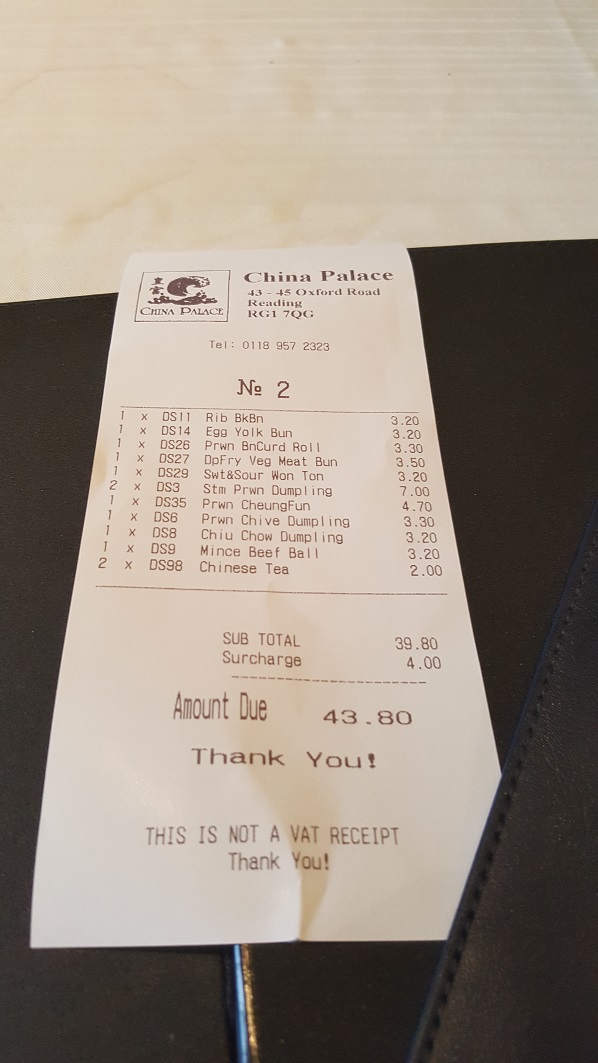 皇宮
CHINA PALACE
China Palace
43 - 45 Oxford Road
Reading
RG1 7QG
Tel: 0118 957 2323
№ 2
1 x DS11 Rib BkBn 3.20
1 x DS14 Egg Yolk Bun 3.20
1 x DS26 Prwn BnCurd Roll 3.30
1 x DS27 DpFry Veg Meat Bun 3.50
1 x DS29 Swt&Sour Won Ton 3.20
2 x DS3 Stm Prwn Dumpling 7.00
1 x DS35 Prwn CheungFun 4.70
1 x DS6 Prwn Chive Dumpling 3.30
1 x DS8 Chiu Chow Dumpling 3.20
1 x DS9 Mince Beef Ball 3.20
2 x DS98 Chinese Tea 2.00
SUB TOTAL 39.80
Surcharge 4.00
Amount Due 43.80
Thank You!
THIS IS NOT A VAT RECEIPT
Thank You!